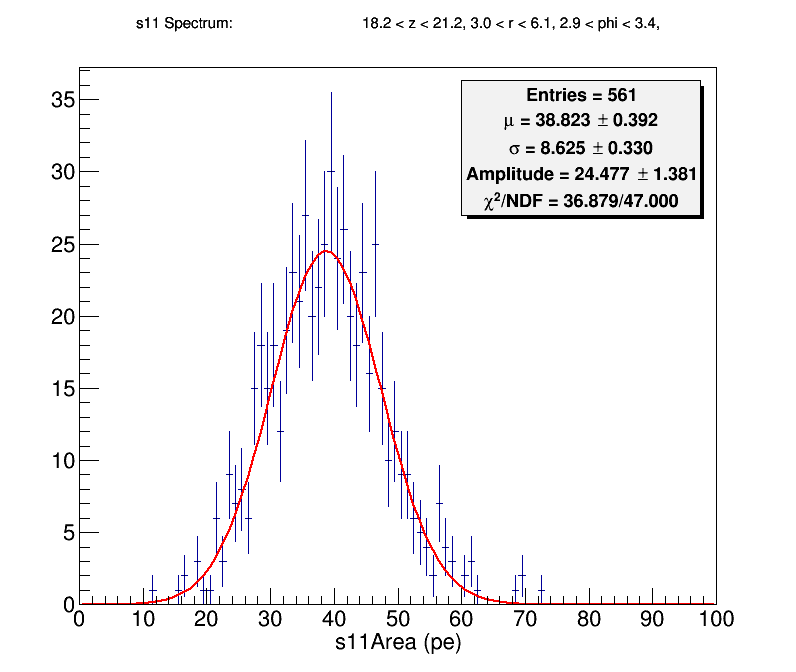 s11 Spectrum: 18.2 < z < 21.2, 3.0 < r < 6.1, 2.9 < phi < 3.4,
Entries = 561
μ = 38.823 ± 0.392
σ = 8.625 ± 0.330
Amplitude = 24.477 ± 1.381
χ²/NDF = 36.879/47.000
35
30
25
20
15
10
5
0
0 10 20 30 40 50 60 70 80 90 100
s11Area (pe)